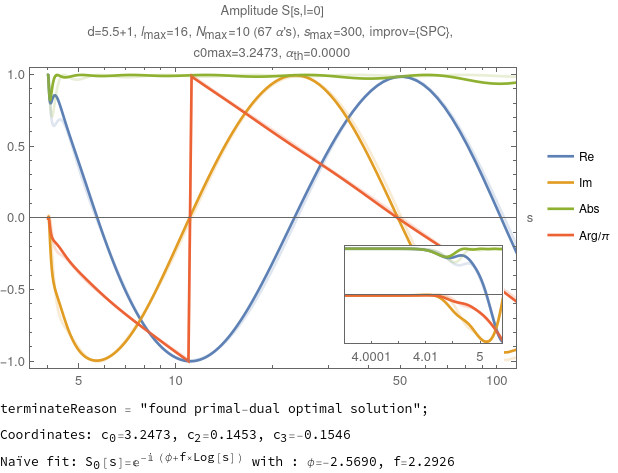 Amplitude S[s,l=0]
d=5.5+1, lmax=16, Nmax=10 (67 α's), smax=300, improv={SPC},
c0max=3.2473, αth=0.0000
1.0
0.5
0.0
-0.5
-1.0
5
10
50
100
s
4.0001
4.01
5
Re
Im
Abs
Arg/π
terminateReason = "found primal-dual optimal solution";
Coordinates: c0=3.2473, c2=0.1453, c3=-0.1546
Naïve fit: S0[s]=e^-i (ϕ+f×Log[s]) with : ϕ=-2.5690, f=2.2926